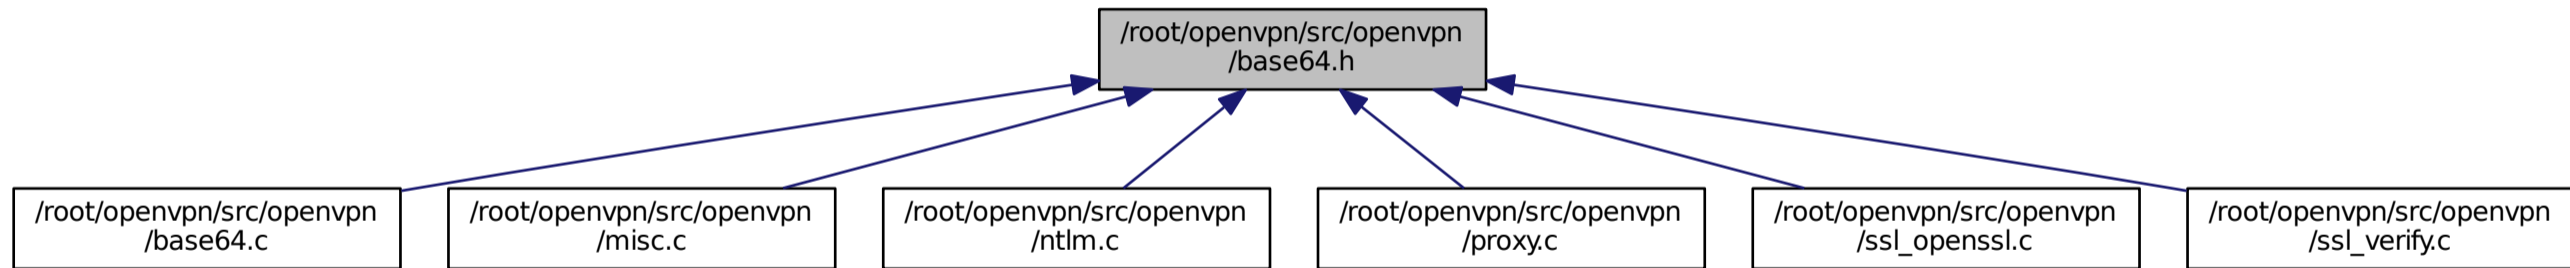 /root/openvpn/src/openvpn
/base64.h
/root/openvpn/src/openvpn
/base64.c
/root/openvpn/src/openvpn
/misc.c
/root/openvpn/src/openvpn
/ntlm.c
/root/openvpn/src/openvpn
/proxy.c
/root/openvpn/src/openvpn
/ssl_openssl.c
/root/openvpn/src/openvpn
/ssl_verify.c